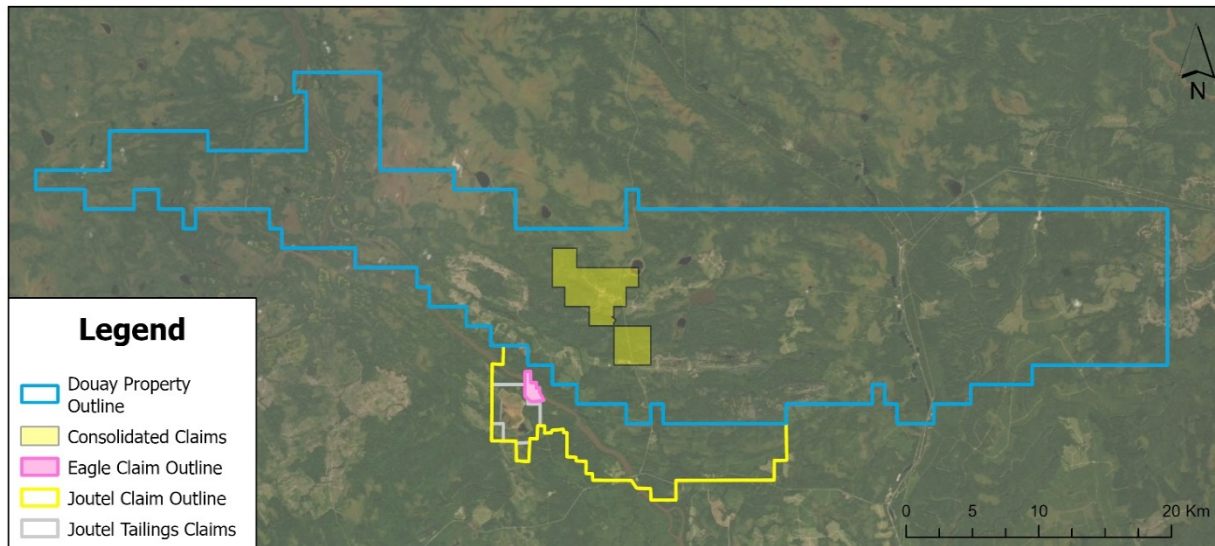 N
Legend
Douay Property
Outline
Consolidated Claims
Eagle Claim Outline
Joutel Claim Outline
Joutel Tailings Claims
0 5 10 20 Km